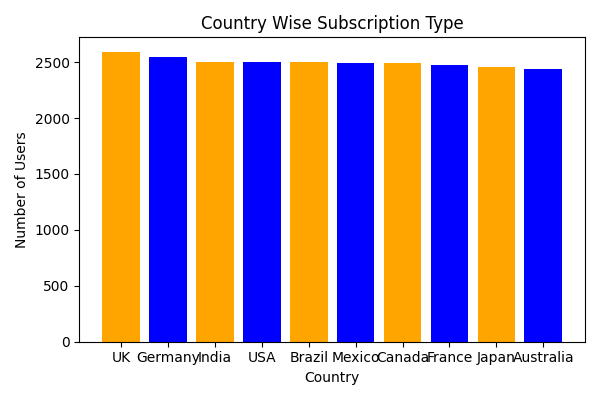 Country Wise Subscription Type
Number of Users
2500
2000
1500
1000
500
0
UK Germany India USA Brazil Mexico Canada France Japan Australia
Country